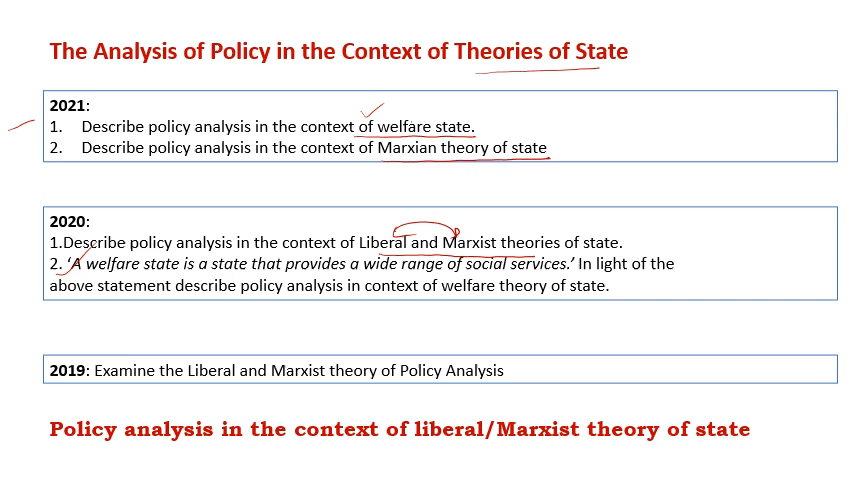 The Analysis of Policy in the Context of Theories of State
2021:
1. Describe policy analysis in the context of welfare state.
2. Describe policy analysis in the context of Marxian theory of state
2020:
1.Describe policy analysis in the context of Liberal and Marxist theories of state.
2. ‘A welfare state is a state that provides a wide range of social services.’ In light of the
above statement describe policy analysis in context of welfare theory of state.
2019: Examine the Liberal and Marxist theory of Policy Analysis
Policy analysis in the context of liberal/Marxist theory of state